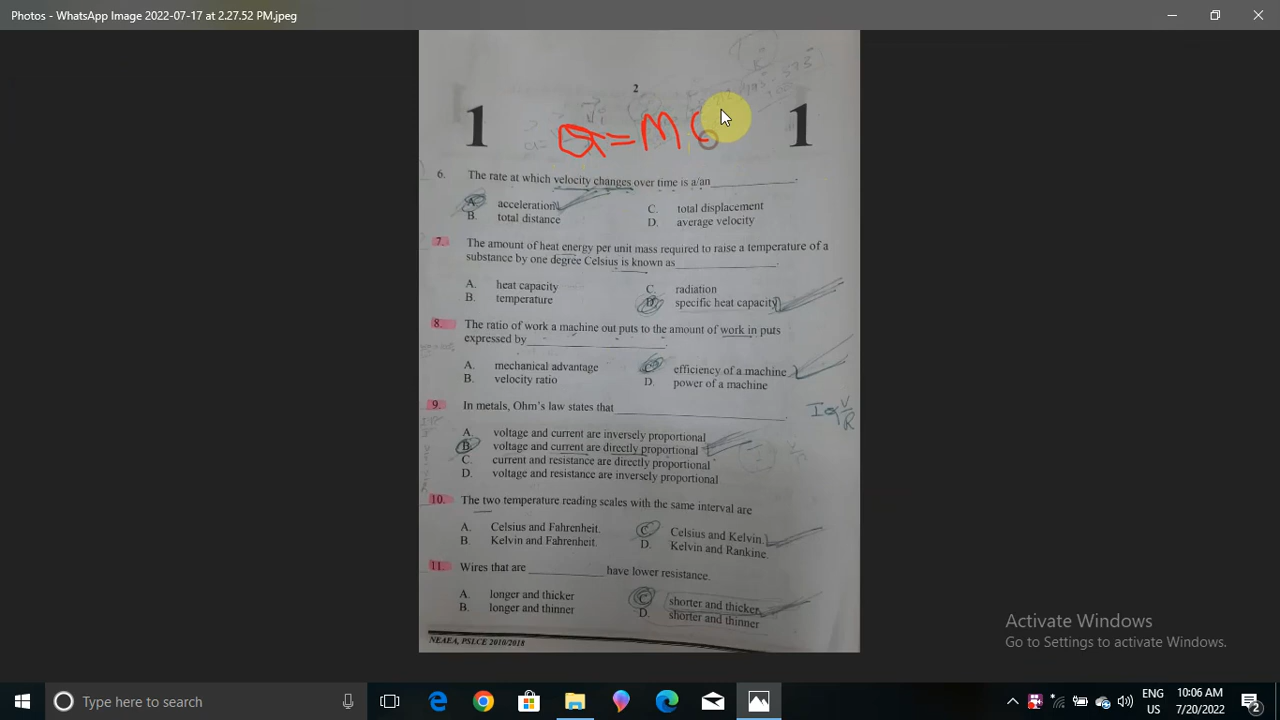 Photos - WhatsApp Image 2022-07-17 at 2.27.52 PM.jpeg
2
1
1
Q=MC
6. The rate at which velocity changes over time is a/an
A. acceleration
B. total distance
C. total displacement
D. average velocity
7. The amount of heat energy per unit mass required to raise a temperature of a
substance by one degree Celsius is known as
A. heat capacity
B. temperature
C. radiation
D. specific heat capacity
8. The ratio of work a machine out puts to the amount of work in puts
expressed by
A. mechanical advantage
B. velocity ratio
C. efficiency of a machine
D. power of a machine
9. In metals, Ohm's law states that
A. voltage and current are inversely proportional
B. voltage and current are directly proportional
C. current and resistance are directly proportional
D. voltage and resistance are inversely proportional
10. The two temperature reading scales with the same interval are
A. Celsius and Fahrenheit.
B. Kelvin and Fahrenheit.
C. Celsius and Kelvin.
D. Kelvin and Rankine.
11. Wires that are ________ have lower resistance.
A. longer and thicker
B. longer and thinner
C. shorter and thicker
D. shorter and thinner
NEAEA, PSLCE 2010/2018
Activate Windows
Go to Settings to activate Windows.
Type here to search
ENG
US
10:06 AM
7/20/2022
2